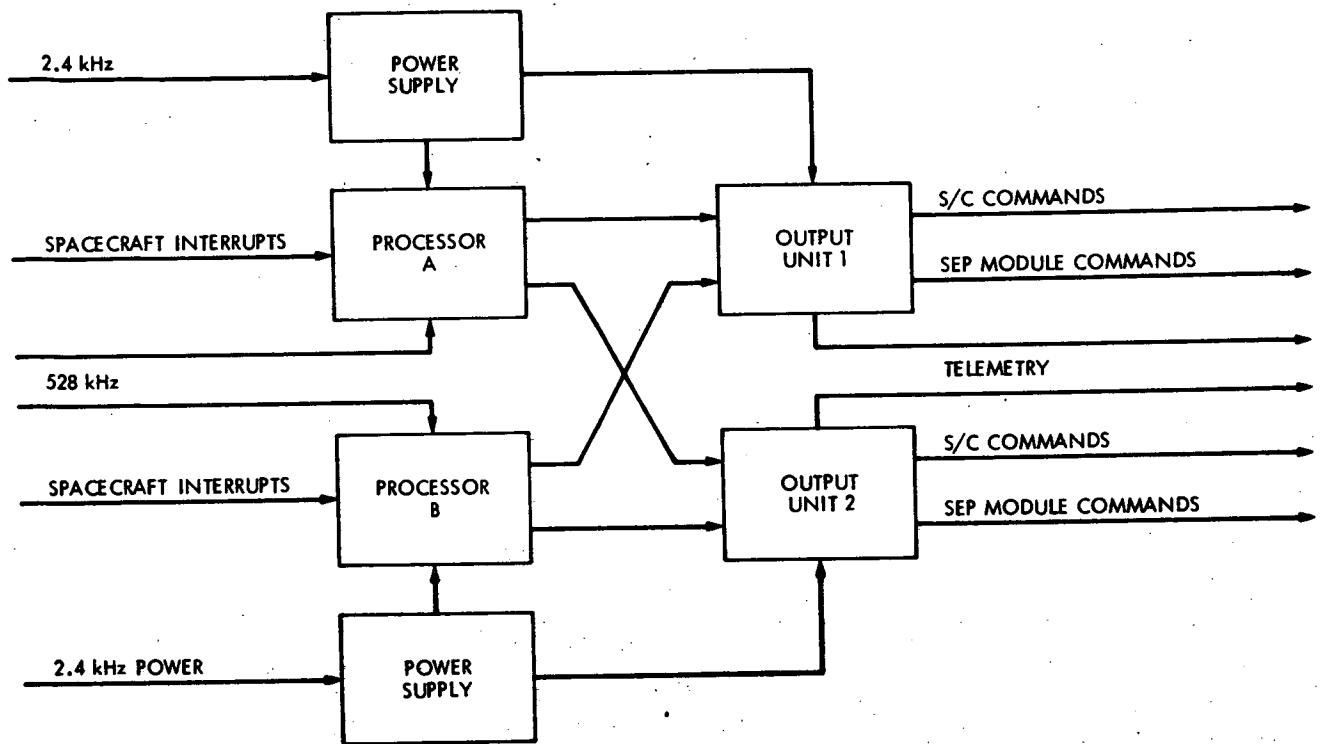 2.4 kHz
POWER
SUPPLY
SPACECRAFT INTERRUPTS
PROCESSOR
A
OUTPUT
UNIT 1
S/C COMMANDS
SEP MODULE COMMANDS
528 kHz
TELEMETRY
SPACECRAFT INTERRUPTS
PROCESSOR
B
OUTPUT
UNIT 2
S/C COMMANDS
SEP MODULE COMMANDS
2.4 kHz POWER
POWER
SUPPLY